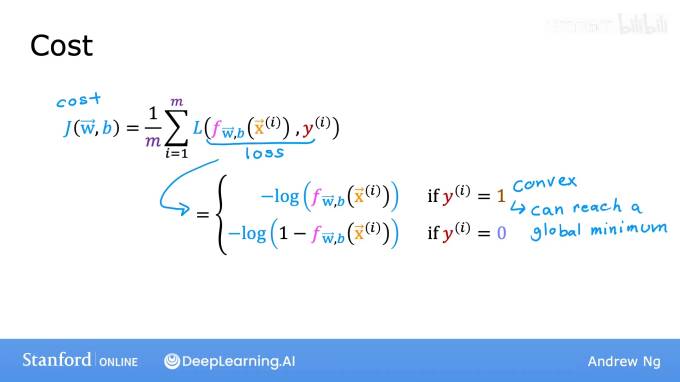 bilibili
Cost
cost
J(w⃗, b) = 1/m ∑_{i=1}^{m} L(f_{w⃗,b}(x⃗^{(i)}), y^{(i)})
loss
= { −log(f_{w⃗,b}(x⃗^{(i)})) if y^{(i)} = 1
−log(1 − f_{w⃗,b}(x⃗^{(i)})) if y^{(i)} = 0
convex
↳ can reach a
global minimum
Stanford ONLINE DeepLearning.AI Andrew Ng